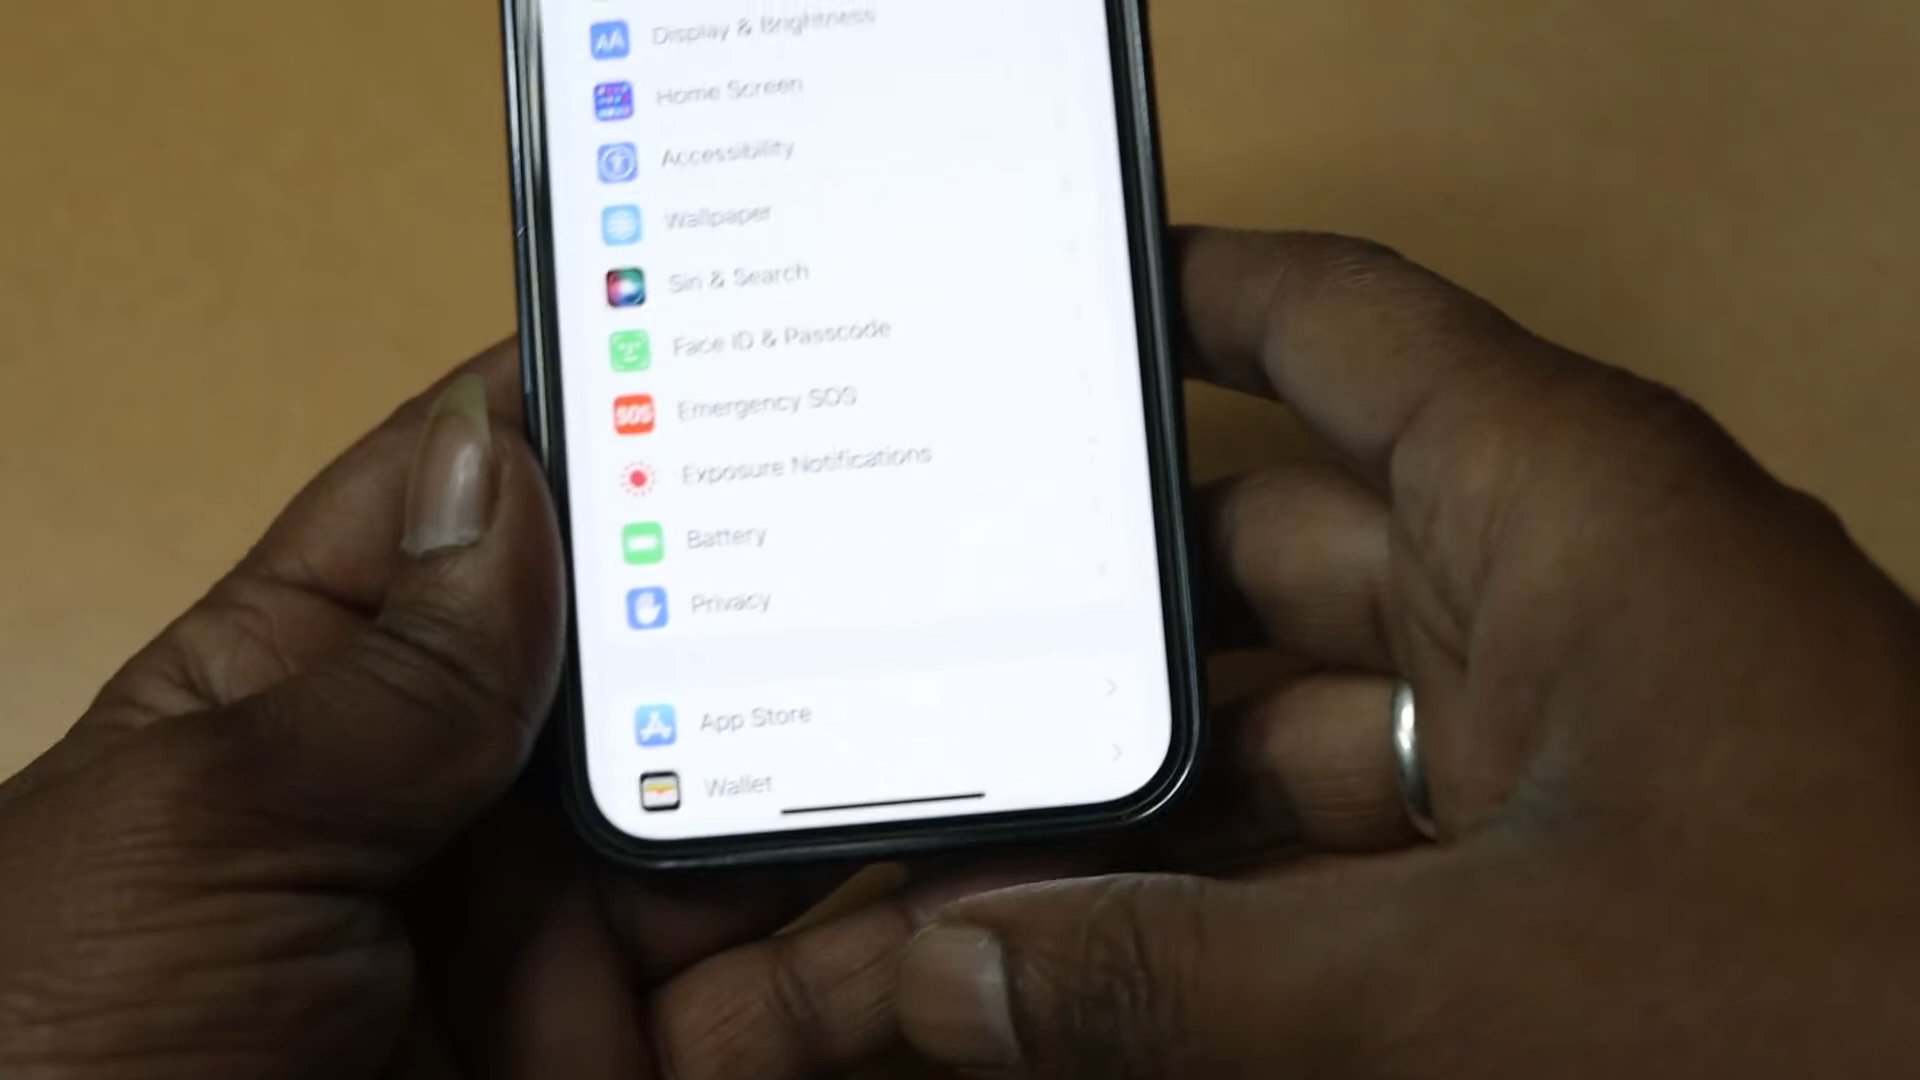 AA
Display & Brightness
Home Screen
Accessibility
Wallpaper
Siri & Search
Face ID & Passcode
SOS
Emergency SOS
Exposure Notifications
Battery
Privacy
App Store
Wallet